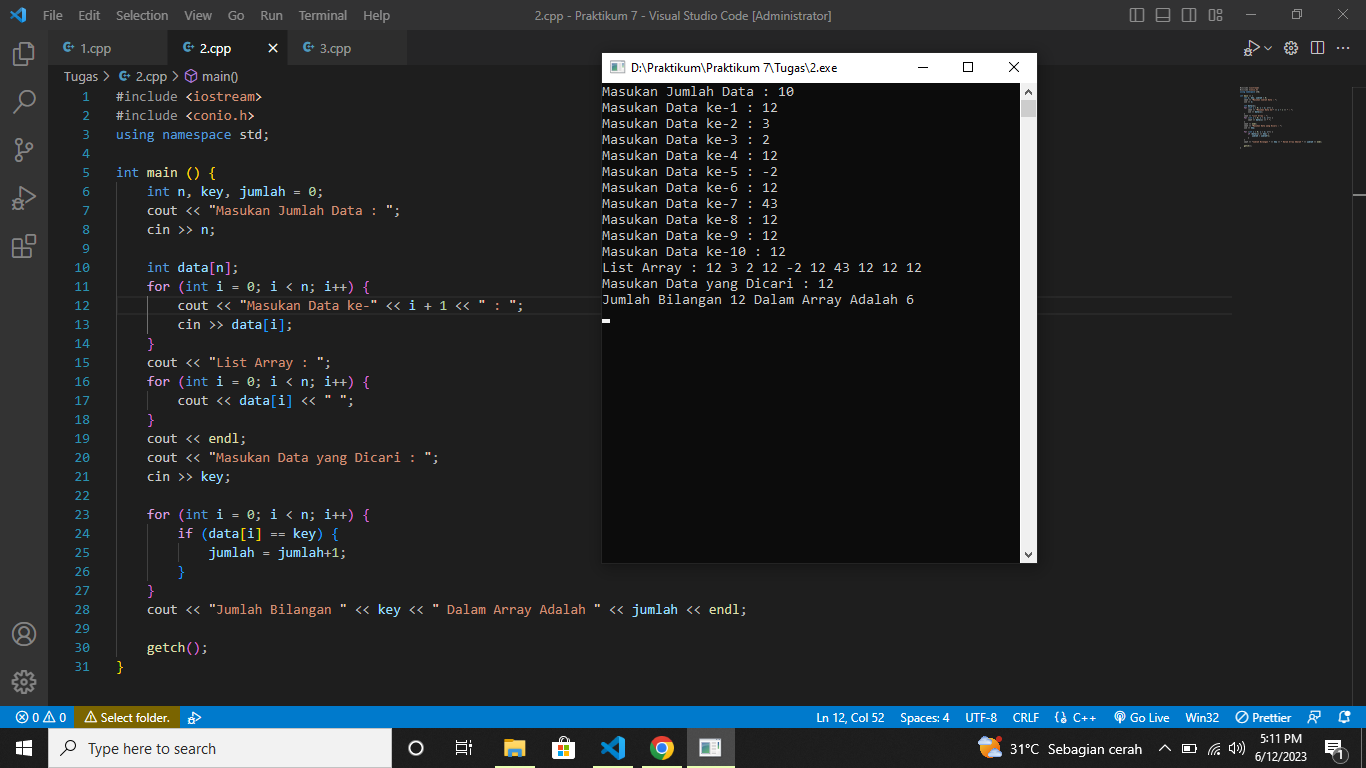 File Edit Selection View Go Run Terminal Help 2.cpp - Praktikum 7 - Visual Studio Code [Administrator]
1.cpp 2.cpp 3.cpp
Tugas > 2.cpp > main()
1 #include <iostream>
2 #include <conio.h>
3 using namespace std;
4
5 int main () {
6 int n, key, jumlah = 0;
7 cout << "Masukan Jumlah Data : ";
8 cin >> n;
9
10 int data[n];
11 for (int i = 0; i < n; i++) {
12 cout << "Masukan Data ke-" << i + 1 << " : ";
13 cin >> data[i];
14 }
15 cout << "List Array : ";
16 for (int i = 0; i < n; i++) {
17 cout << data[i] << " ";
18 }
19 cout << endl;
20 cout << "Masukan Data yang Dicari : ";
21 cin >> key;
22
23 for (int i = 0; i < n; i++) {
24 if (data[i] == key) {
25 jumlah = jumlah+1;
26 }
27 }
28 cout << "Jumlah Bilangan " << key << " Dalam Array Adalah " << jumlah << endl;
29
30 getch();
31 }
D:\Praktikum\Praktikum 7\Tugas\2.exe
Masukan Jumlah Data : 10
Masukan Data ke-1 : 12
Masukan Data ke-2 : 3
Masukan Data ke-3 : 2
Masukan Data ke-4 : 12
Masukan Data ke-5 : -2
Masukan Data ke-6 : 12
Masukan Data ke-7 : 43
Masukan Data ke-8 : 12
Masukan Data ke-9 : 12
Masukan Data ke-10 : 12
List Array : 12 3 2 12 -2 12 43 12 12 12
Masukan Data yang Dicari : 12
Jumlah Bilangan 12 Dalam Array Adalah 6
0 0 Select folder. Ln 12, Col 52 Spaces: 4 UTF-8 CRLF C++ Go Live Win32 Prettier
Type here to search 31°C Sebagian cerah 5:11 PM
6/12/2023 1